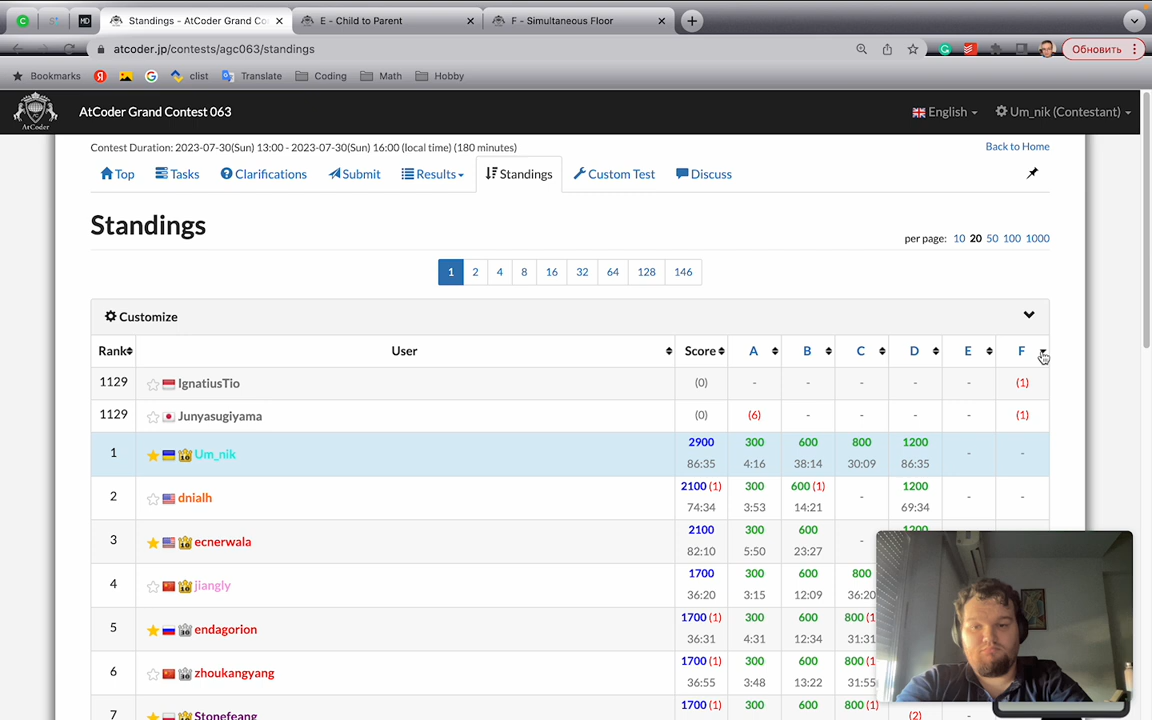 Standings - AtCoder Grand Co
E - Child to Parent
F - Simultaneous Floor
atcoder.jp/contests/agc063/standings
Обновить
Bookmarks clist Translate Coding Math Hobby
AtCoder Grand Contest 063
English
Um_nik (Contestant)
Contest Duration: 2023-07-30(Sun) 13:00 - 2023-07-30(Sun) 16:00 (local time) (180 minutes)
Back to Home
Top Tasks Clarifications Submit Results Standings Custom Test Discuss
Standings
per page: 10 20 50 100 1000
1 2 4 8 16 32 64 128 146
Customize
Rank User Score A B C D E F
1129 IgnatiusTio (0) - - - - - (1)
1129 Junyasugiyama (0) (6) - - - - (1)
1 Um_nik 2900 300 600 800 1200 - -
86:35 4:16 38:14 30:09 86:35
2 dnialh 2100 (1) 300 600 (1) - 1200 - -
74:34 3:53 14:21 69:34
3 ecnerwala 2100 300 600 - 1200
82:10 5:50 23:27
4 jiangly 1700 300 600 800
36:20 3:15 12:09 36:20
5 endagorion 1700 (1) 300 600 800 (1)
36:31 4:31 12:34 31:31
6 zhoukangyang 1700 (1) 300 600 800 (1)
36:55 3:48 13:22 31:55
7 Stonefeang 1700 (1) 300 600 800 (1) (2)